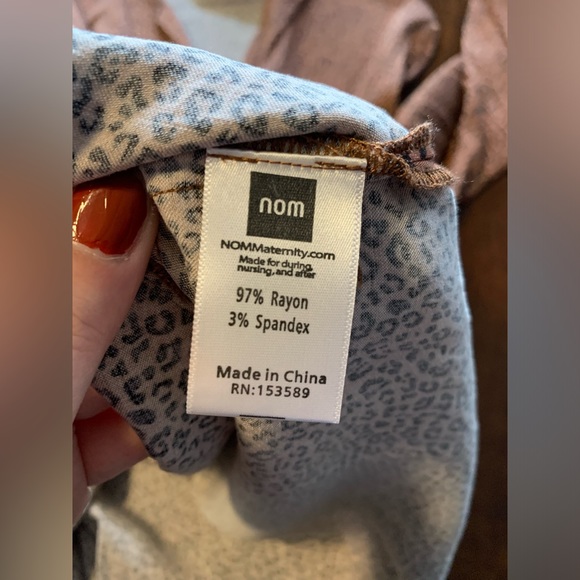 nom
NOMMaternity.com
Made for during,
nursing, and after
97% Rayon
3% Spandex
Made in China
RN:153589